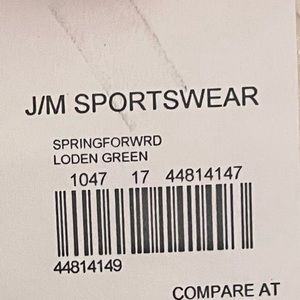 J/M SPORTSWEAR
SPRINGFORWRD
LODEN GREEN
1047 17 44814147
44814149
COMPARE AT